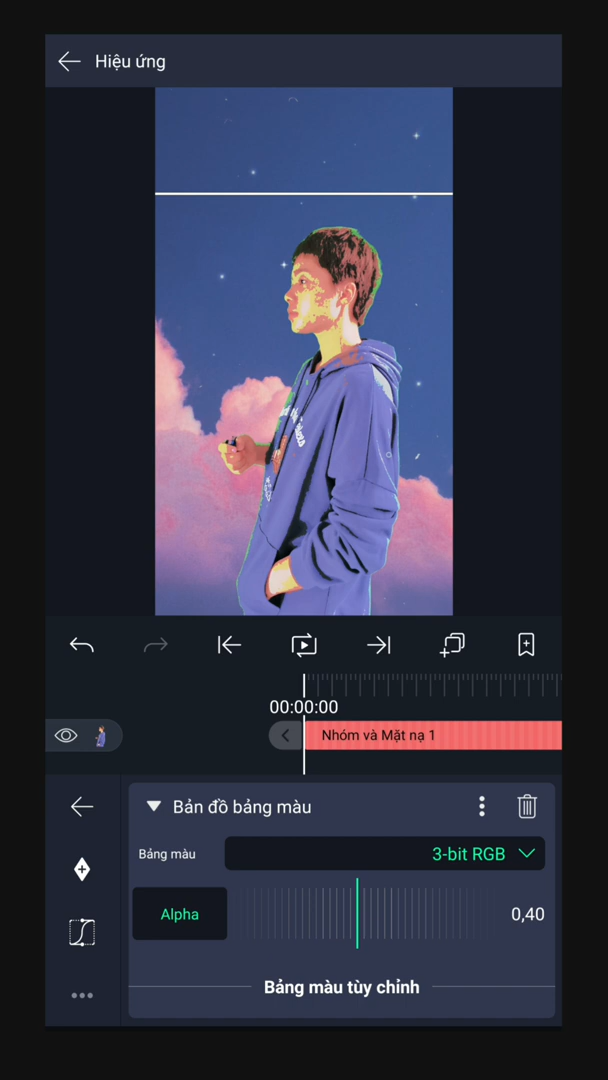 Hiệu ứng
00:00:00
Nhóm và Mặt nạ 1
Bản đồ bảng màu
Bảng màu
3-bit RGB
Alpha
0,40
Bảng màu tùy chỉnh